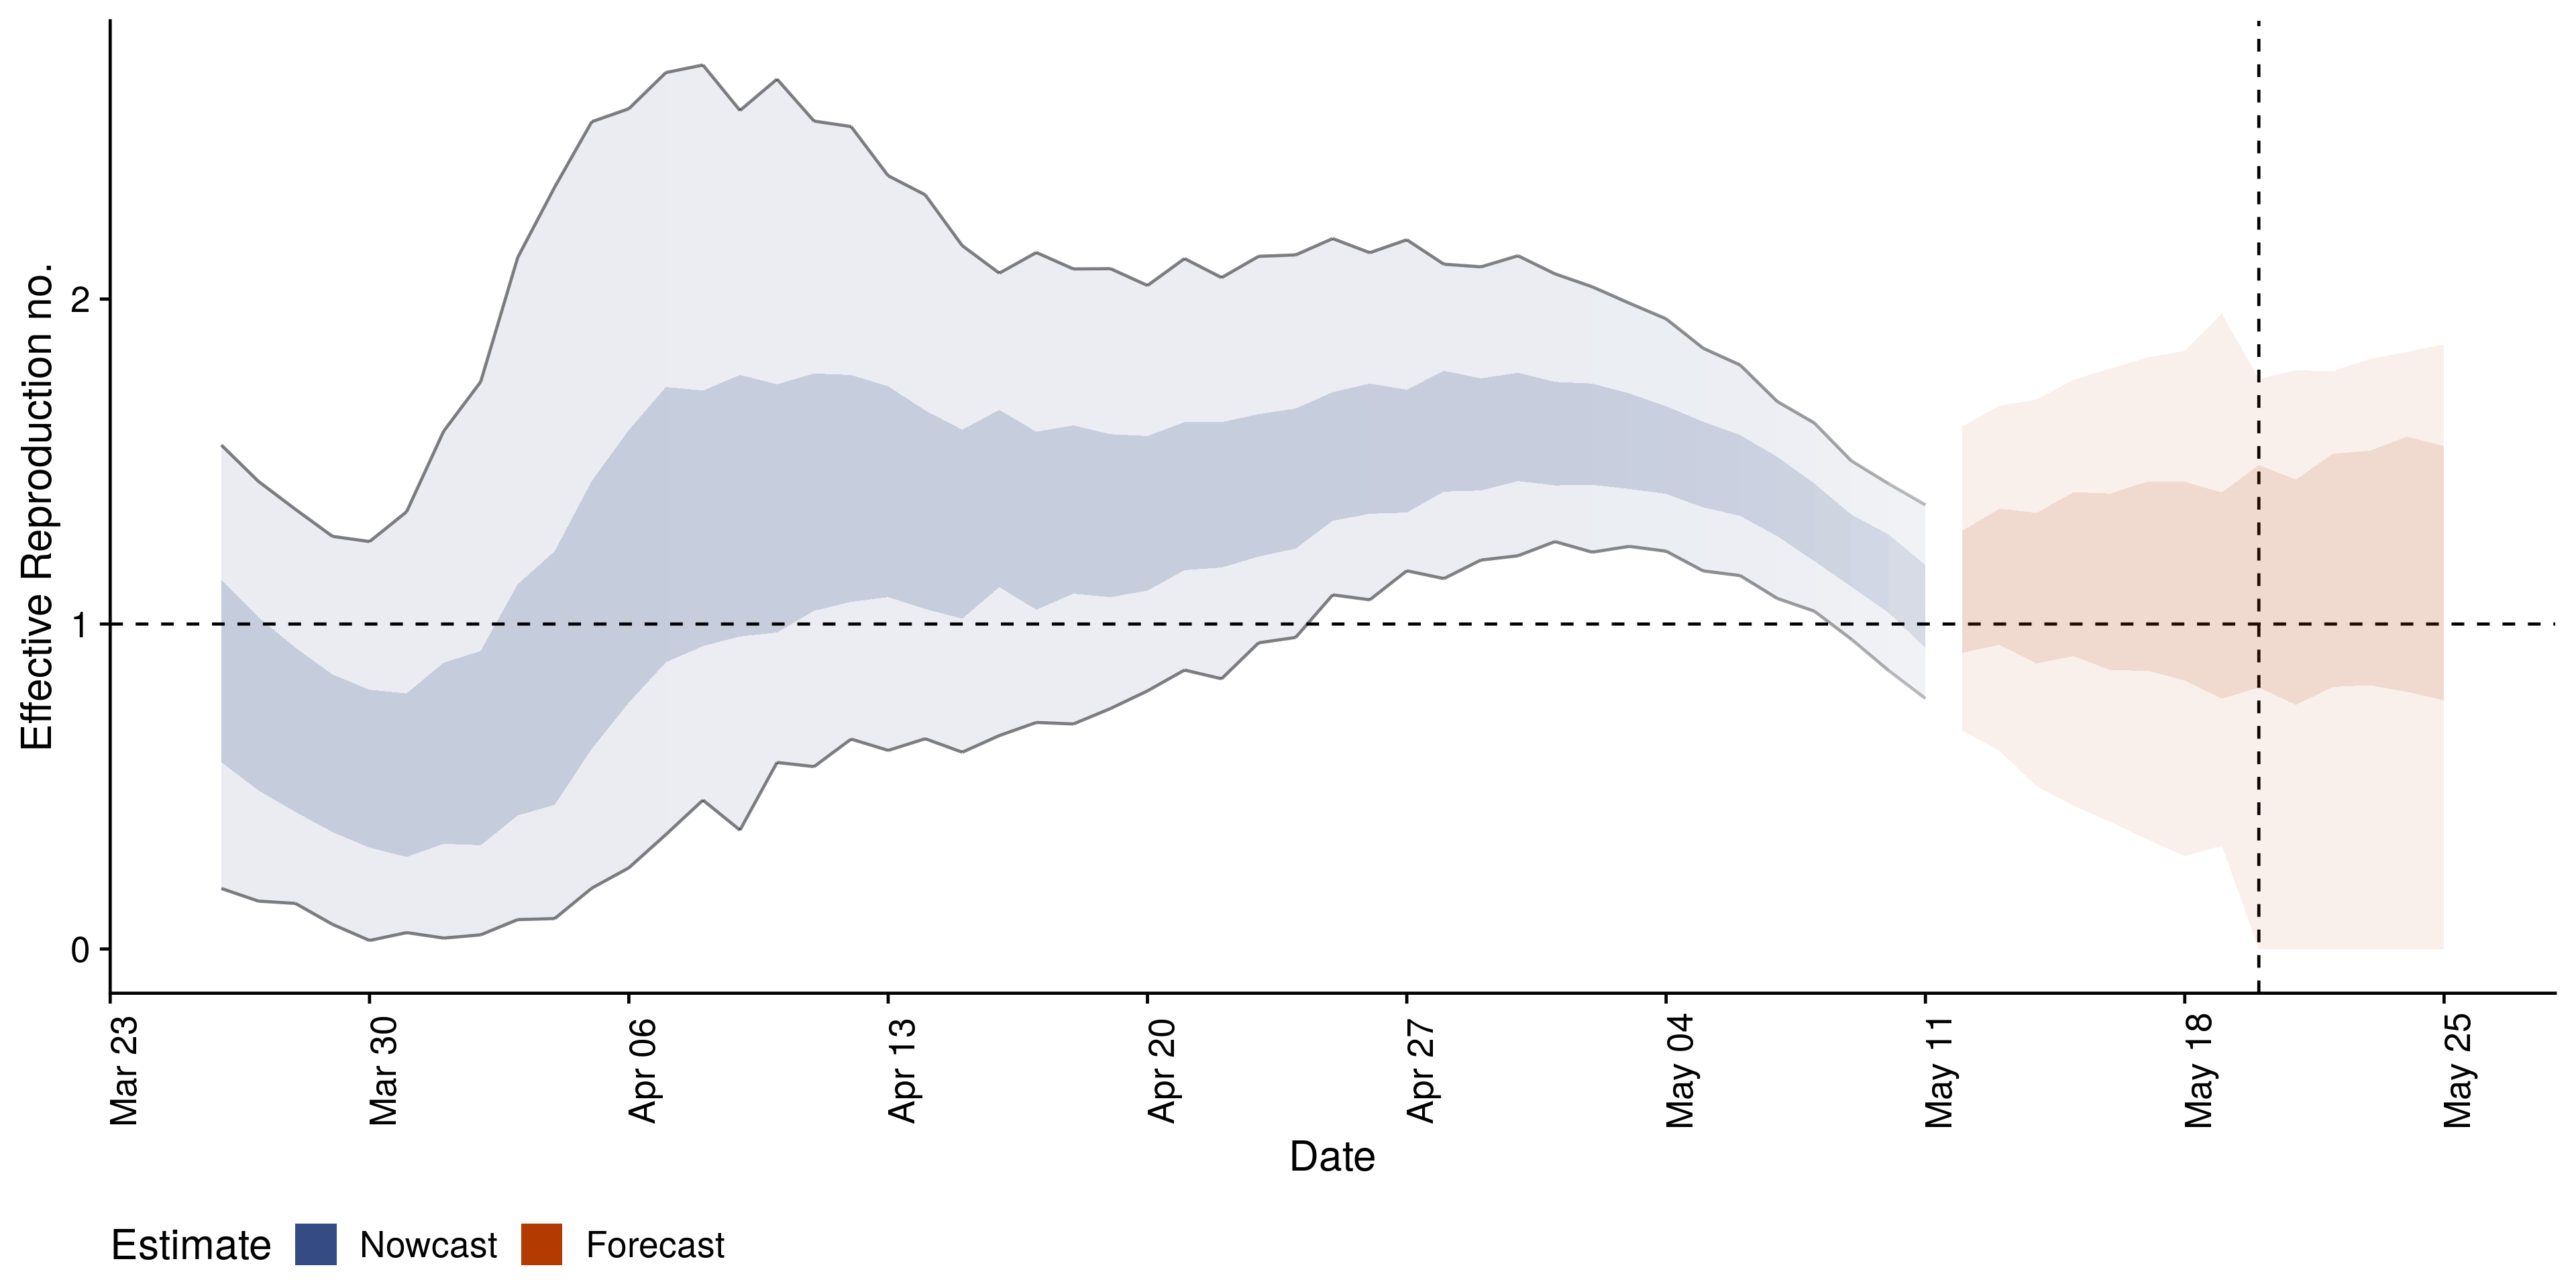 Effective Reproduction no.
2
1
0
Mar 23
Mar 30
Apr 06
Apr 13
Apr 20
Apr 27
May 04
May 11
May 18
May 25
Date
Estimate Nowcast Forecast